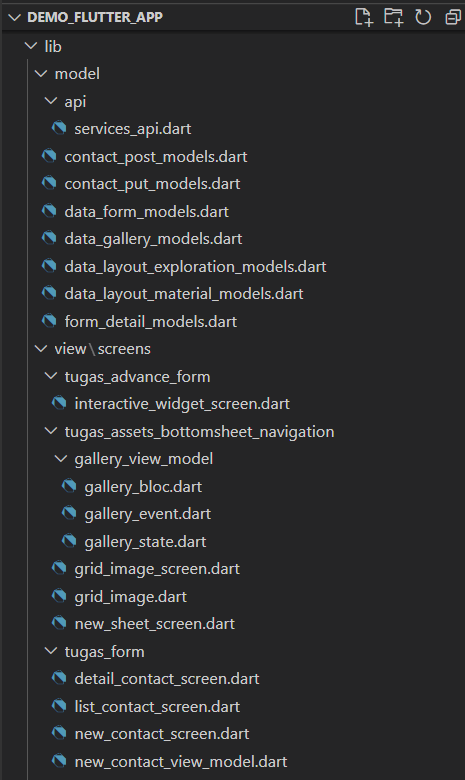 DEMO_FLUTTER_APP
lib
model
api
services_api.dart
contact_post_models.dart
contact_put_models.dart
data_form_models.dart
data_gallery_models.dart
data_layout_exploration_models.dart
data_layout_material_models.dart
form_detail_models.dart
view\screens
tugas_advance_form
interactive_widget_screen.dart
tugas_assets_bottomsheet_navigation
gallery_view_model
gallery_bloc.dart
gallery_event.dart
gallery_state.dart
grid_image_screen.dart
grid_image.dart
new_sheet_screen.dart
tugas_form
detail_contact_screen.dart
list_contact_screen.dart
new_contact_screen.dart
new_contact_view_model.dart